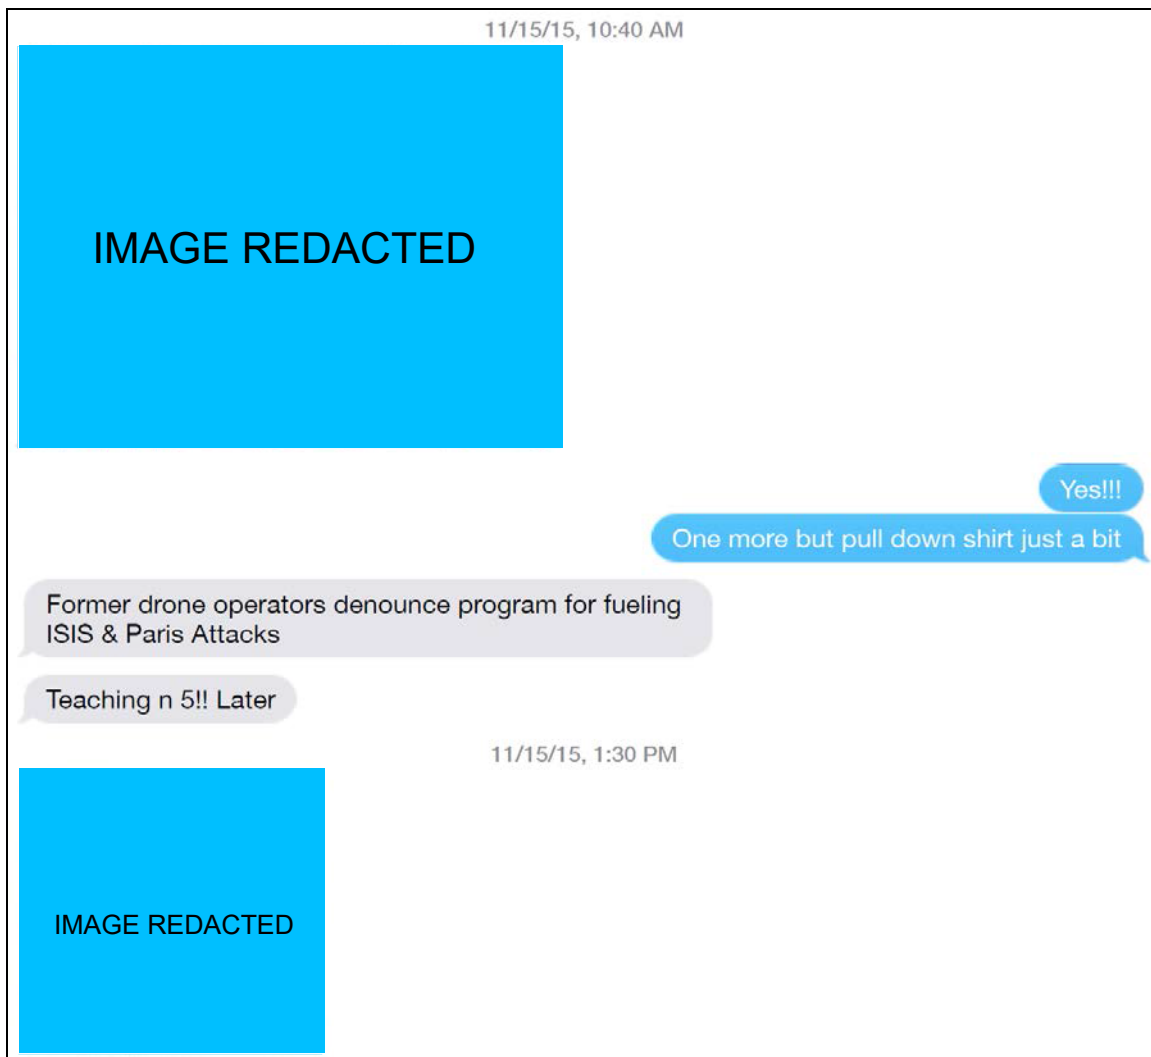 11/15/15, 10:40 AM
IMAGE REDACTED
Yes!!!
One more but pull down shirt just a bit
Former drone operators denounce program for fueling
ISIS & Paris Attacks
Teaching n 5!! Later
11/15/15, 1:30 PM
IMAGE REDACTED